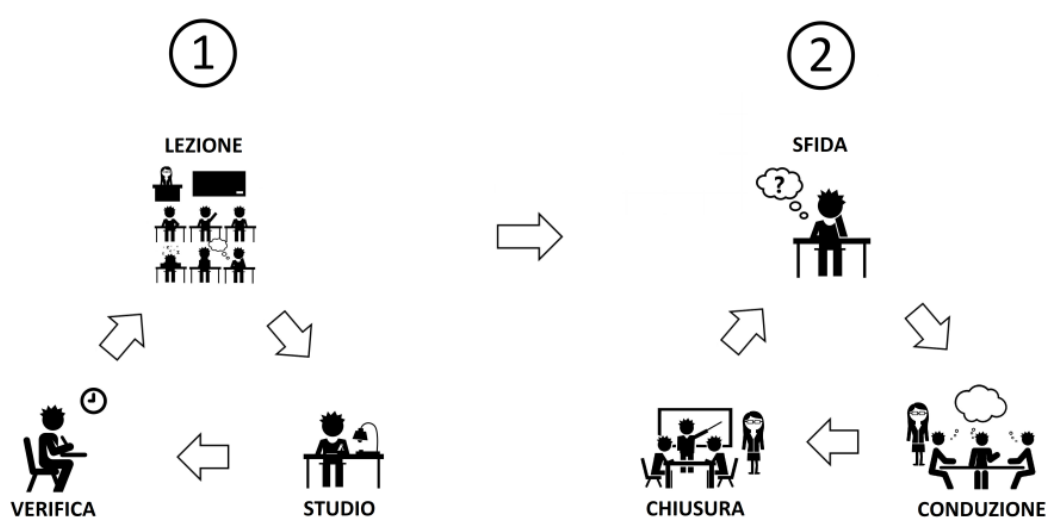 1
2
LEZIONE
SFIDA
?
VERIFICA
STUDIO
CHIUSURA
CONDUZIONE